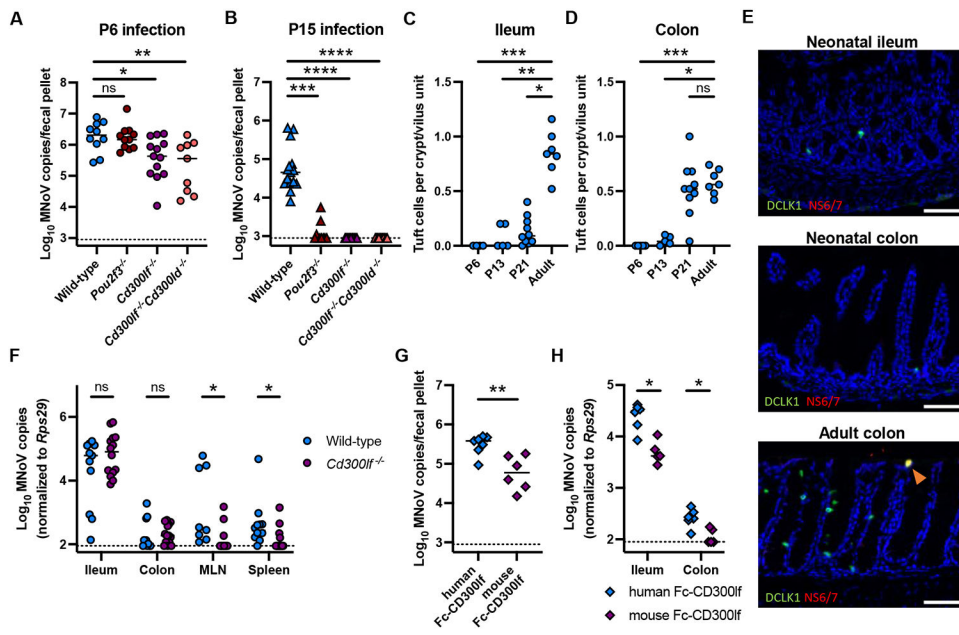 A
P6 infection
**
*
ns
Log10 MNoV copies/fecal pellet
8
7
6
5
4
3
Wild-type
Pou2f3-/-
Cd300lf-/-
Cd300lf-/-Cd300ld-/-
B
P15 infection
****
****
***
Log10 MNoV copies/fecal pellet
7
6
5
4
3
Wild-type
Pou2f3-/-
Cd300lf-/-
Cd300lf-/-Cd300ld-/-
C
Ileum
***
**
*
Tuft cells per crypt/vilus unit
1.5
1.0
0.5
0.0
P6
P13
P21
Adult
D
Colon
***
*
ns
Tuft cells per crypt/vilus unit
1.5
1.0
0.5
0.0
P6
P13
P21
Adult
E
Neonatal ileum
DCLK1 NS6/7
Neonatal colon
DCLK1 NS6/7
Adult colon
DCLK1 NS6/7
F
ns
ns
*
*
Log10 MNoV copies
(normalized to Rps29)
6
4
2
Ileum
Colon
MLN
Spleen
Wild-type
Cd300lf-/-
G
**
Log10 MNoV copies/fecal pellet
7
6
5
4
3
human
Fc-CD300lf
mouse
Fc-CD300lf
H
*
*
Log10 MNoV copies
(normalized to Rps29)
5
4
3
2
Ileum
Colon
human Fc-CD300lf
mouse Fc-CD300lf